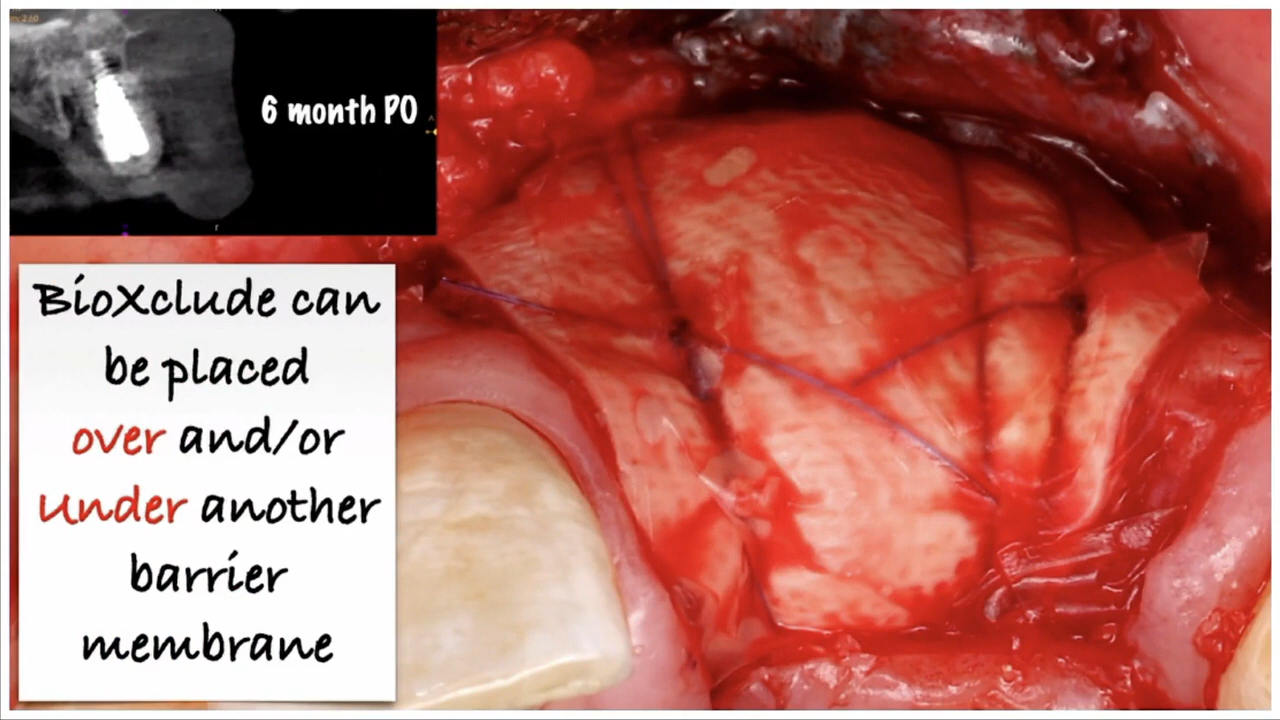 6 month PO
BioXclude can
be placed
over and/or
Under another
barrier
membrane